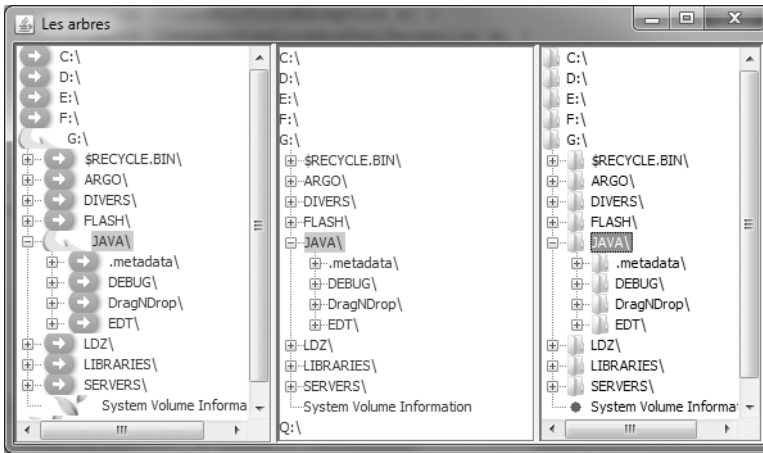 Les arbres
C:\
D:\
E:\
F:\
G:\
$RECYCLE.BIN\
ARGO\
DIVERS\
FLASH\
JAVA\
.metadata\
DEBUG\
DragNDrop\
EDT\
LDZ\
LIBRARIES\
SERVERS\
System Volume Informa
C:\
D:\
E:\
F:\
G:\
$RECYCLE.BIN\
ARGO\
DIVERS\
FLASH\
JAVA\
.metadata\
DEBUG\
DragNDrop\
EDT\
LDZ\
LIBRARIES\
SERVERS\
System Volume Information
Q:\
C:\
D:\
E:\
F:\
G:\
$RECYCLE.BIN\
ARGO\
DIVERS\
FLASH\
JAVA\
.metadata\
DEBUG\
DragNDrop\
EDT\
LDZ\
LIBRARIES\
SERVERS\
System Volume Informat